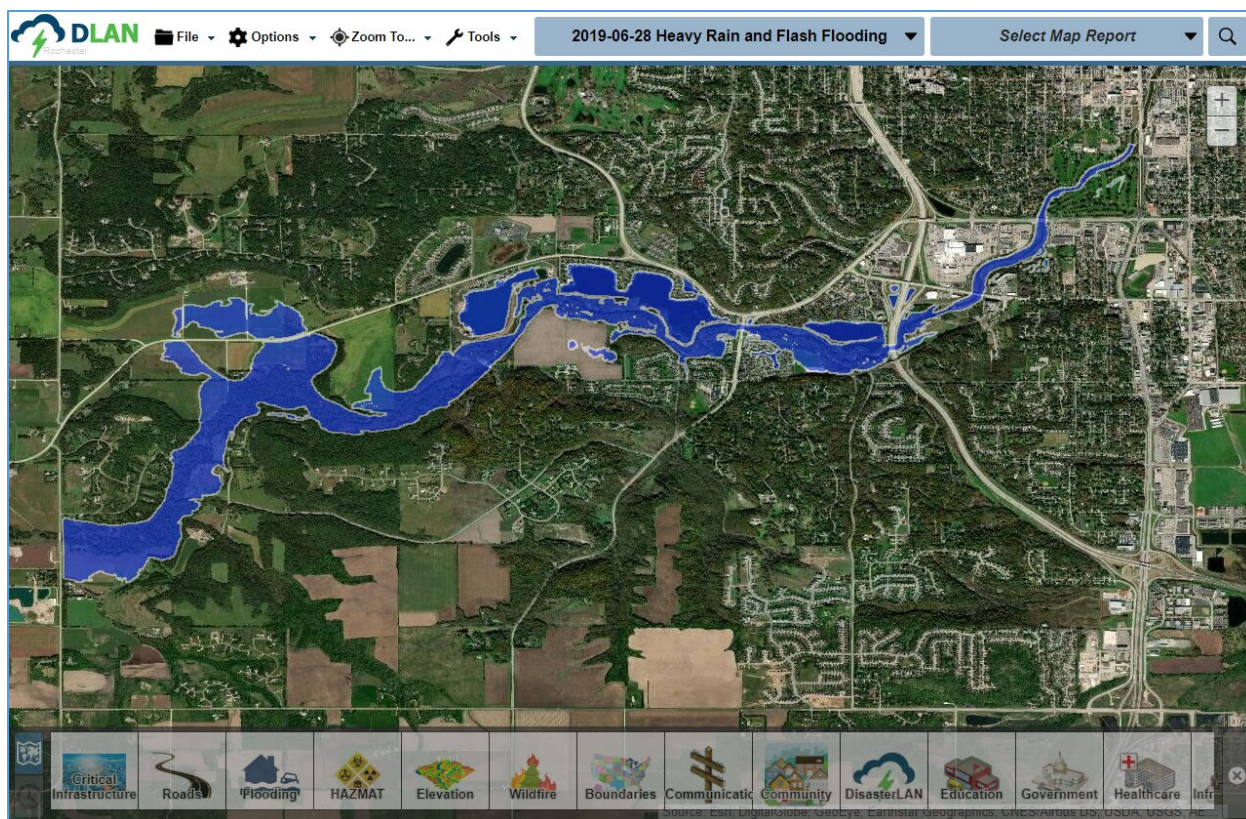 DLAN
Rochester
File
Options
Zoom To...
Tools
2019-06-28 Heavy Rain and Flash Flooding
Select Map Report
+
−
Critical
Infrastructure
Roads
Flooding
HAZMAT
Elevation
Wildfire
Boundaries
Communicatic
Community
DisasterLAN
Education
Government
Healthcare
Infr
Source: Esri, DigitalGlobe, GeoEye, Earthstar Geographics, CNES/Airbus DS, USDA, USGS, AE...